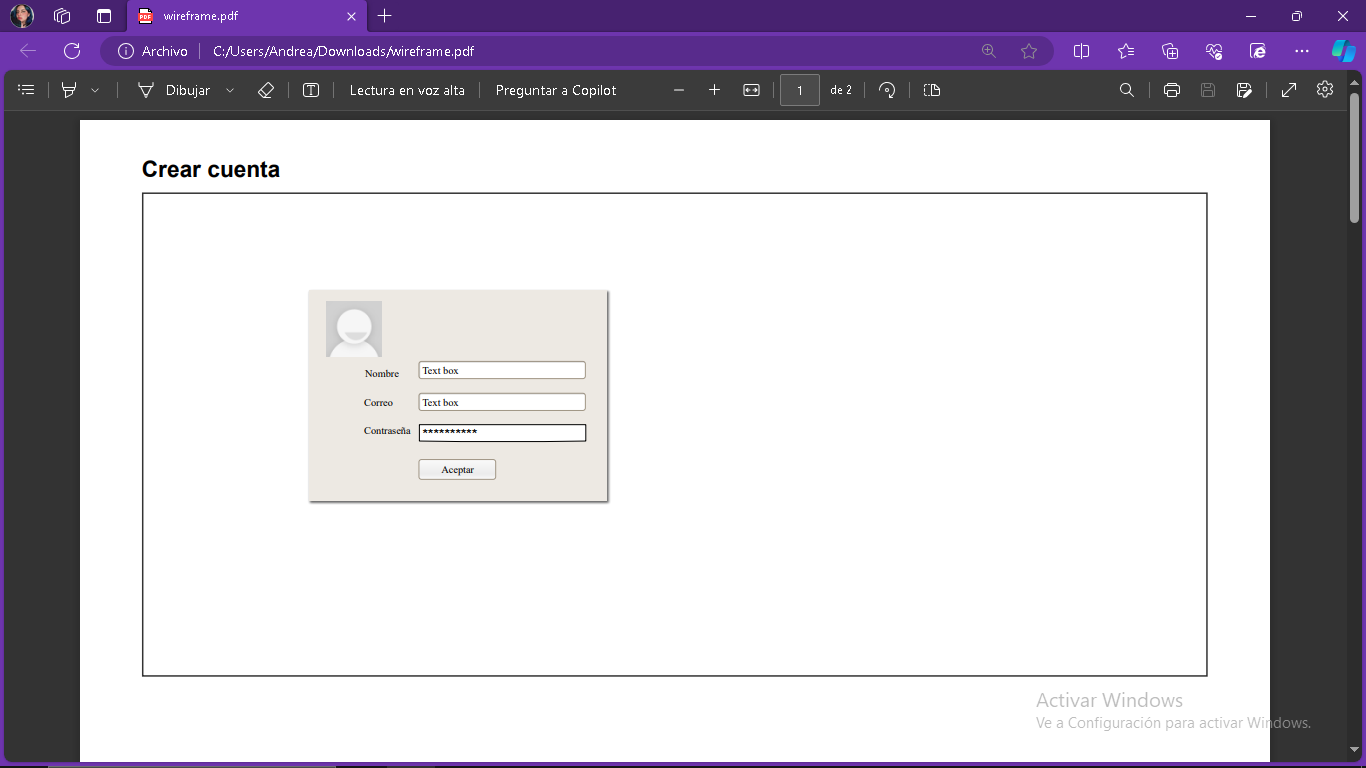 wireframe.pdf
Archivo C:/Users/Andrea/Downloads/wireframe.pdf
Dibujar Lectura en voz alta Preguntar a Copilot 1 de 2
Crear cuenta
Nombre Text box
Correo Text box
Contraseña **********
Aceptar
Activar Windows
Ve a Configuración para activar Windows.